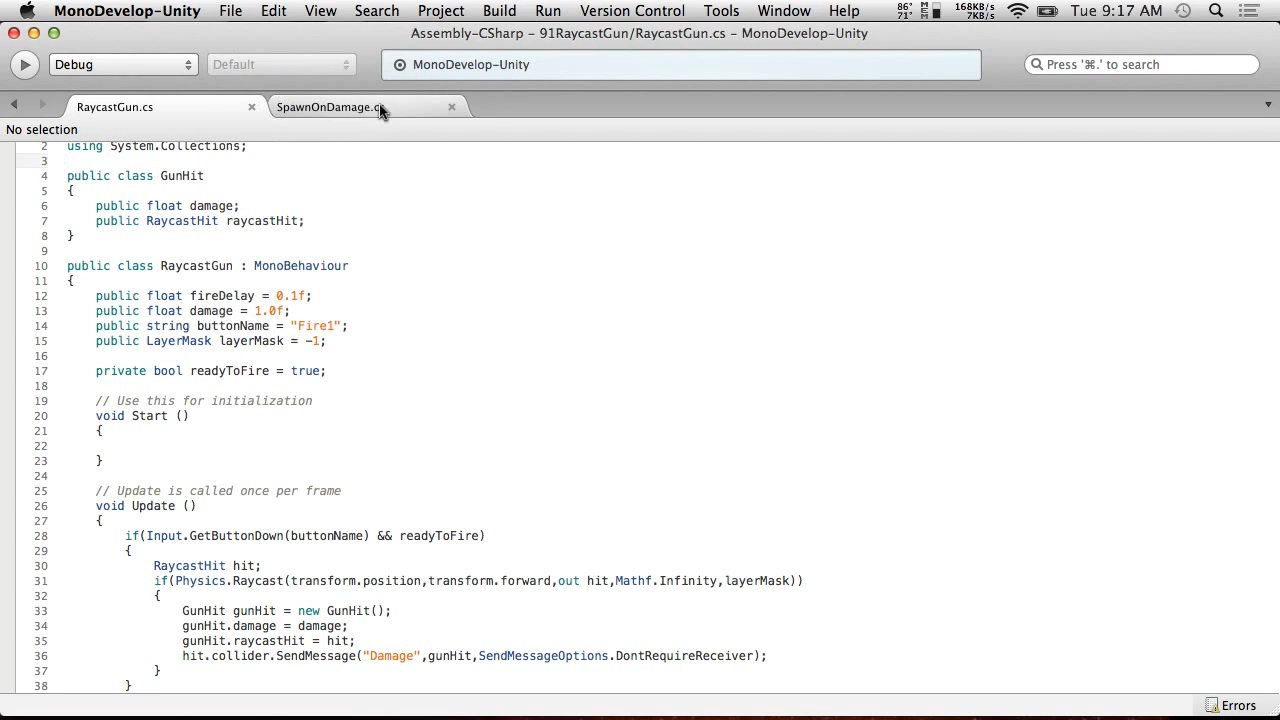 MonoDevelop-Unity File Edit View Search Project Build Run Version Control Tools Window Help 86° 71° MEM 168KB/s 7KB/s Tue 9:17 AM
Assembly-CSharp - 91RaycastGun/RaycastGun.cs - MonoDevelop-Unity
Debug Default MonoDevelop-Unity Press '⌘.' to search
RaycastGun.cs SpawnOnDamage.c
No selection
2 using System.Collections;
3
4 public class GunHit
5 {
6 public float damage;
7 public RaycastHit raycastHit;
8 }
9
10 public class RaycastGun : MonoBehaviour
11 {
12 public float fireDelay = 0.1f;
13 public float damage = 1.0f;
14 public string buttonName = "Fire1";
15 public LayerMask layerMask = -1;
16
17 private bool readyToFire = true;
18
19 // Use this for initialization
20 void Start ()
21 {
22
23 }
24
25 // Update is called once per frame
26 void Update ()
27 {
28 if(Input.GetButtonDown(buttonName) && readyToFire)
29 {
30 RaycastHit hit;
31 if(Physics.Raycast(transform.position,transform.forward,out hit,Mathf.Infinity,layerMask))
32 {
33 GunHit gunHit = new GunHit();
34 gunHit.damage = damage;
35 gunHit.raycastHit = hit;
36 hit.collider.SendMessage("Damage",gunHit,SendMessageOptions.DontRequireReceiver);
37 }
38 }
Errors